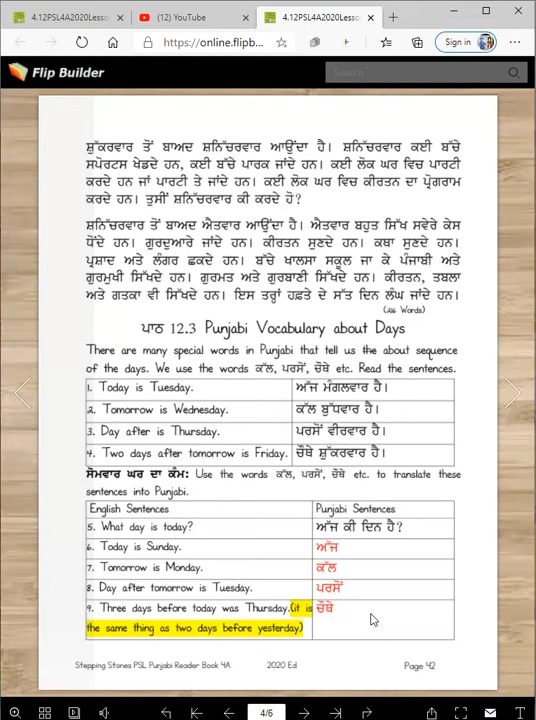 4.12PSL4A2020Lesso
(12) YouTube
4.12PSL4A2020Lesso
https://online.flipb...
Sign in
Flip Builder
Search
ਸ਼ੁੱਕਰਵਾਰ ਤੋਂ ਬਾਅਦ ਸ਼ਨਿੱਚਰਵਾਰ ਆਉਂਦਾ ਹੈ। ਸ਼ਨਿੱਚਰਵਾਰ ਕਈ ਬੱਚੇ
ਸਪੋਰਟਸ ਖੇਡਦੇ ਹਨ, ਕਈ ਬੱਚੇ ਪਾਰਕ ਜਾਂਦੇ ਹਨ। ਕਈ ਲੋਕ ਘਰ ਵਿਚ ਪਾਰਟੀ
ਕਰਦੇ ਹਨ ਜਾਂ ਪਾਰਟੀ ਤੇ ਜਾਂਦੇ ਹਨ। ਕਈ ਲੋਕ ਘਰ ਵਿਚ ਕੀਰਤਨ ਦਾ ਪ੍ਰੋਗਰਾਮ
ਕਰਦੇ ਹਨ। ਤੁਸੀਂ ਸ਼ਨਿੱਚਰਵਾਰ ਕੀ ਕਰਦੇ ਹੋ?
ਸ਼ਨਿੱਚਰਵਾਰ ਤੋਂ ਬਾਅਦ ਐਤਵਾਰ ਆਉਂਦਾ ਹੈ। ਐਤਵਾਰ ਬਹੁਤ ਸਿੱਖ ਸਵੇਰੇ ਕੇਸ
ਧੋਂਦੇ ਹਨ। ਗੁਰਦੁਆਰੇ ਜਾਂਦੇ ਹਨ। ਕੀਰਤਨ ਸੁਣਦੇ ਹਨ। ਕਥਾ ਸੁਣਦੇ ਹਨ।
ਪ੍ਰਸ਼ਾਦ ਅਤੇ ਲੰਗਰ ਛਕਦੇ ਹਨ। ਬੱਚੇ ਖਾਲਸਾ ਸਕੂਲ ਜਾ ਕੇ ਪੰਜਾਬੀ ਅਤੇ
ਗੁਰਮੁਖੀ ਸਿੱਖਦੇ ਹਨ। ਗੁਰਮਤ ਅਤੇ ਗੁਰਬਾਣੀ ਸਿੱਖਦੇ ਹਨ। ਕੀਰਤਨ, ਤਬਲਾ
ਅਤੇ ਗਤਕਾ ਵੀ ਸਿੱਖਦੇ ਹਨ। ਇਸ ਤਰ੍ਹਾਂ ਹਫ਼ਤੇ ਦੇ ਸੱਤ ਦਿਨ ਲੰਘ ਜਾਂਦੇ ਹਨ।
Words)
ਪਾਠ 12.3 Punjabi Vocabulary about Days
There are many special words in Punjabi that tell us the about sequence
of the days. We use the words ਕੱਲ, ਪਰਸੋਂ, ਚੌਥੇ etc. Read the sentences.
1. Today is Tuesday. ਅੱਜ ਮੰਗਲਵਾਰ ਹੈ।
2. Tomorrow is Wednesday. ਕੱਲ ਬੁੱਧਵਾਰ ਹੈ।
3. Day after is Thursday. ਪਰਸੋਂ ਵੀਰਵਾਰ ਹੈ।
4. Two days after tomorrow is Friday. ਚੌਥੇ ਸ਼ੁੱਕਰਵਾਰ ਹੈ।
ਸੋਮਵਾਰ ਘਰ ਦਾ ਕੰਮ: Use the words ਕੱਲ, ਪਰਸੋਂ, ਚੌਥੇ etc. to translate these
sentences into Punjabi.
English Sentences Punjabi Sentences
5. What day is today? ਅੱਜ ਕੀ ਦਿਨ ਹੈ?
6. Today is Sunday. ਅੱਜ
7. Tomorrow is Monday. ਕੱਲ
8. Day after tomorrow is Tuesday. ਪਰਸੋਂ
9. Three days before today was Thursday.(it is ਚੌਥੇ
the same thing as two days before yesterday)
Stepping Stones PSL Punjabi Reader Book 4A 2020 Ed Page 42
4/6